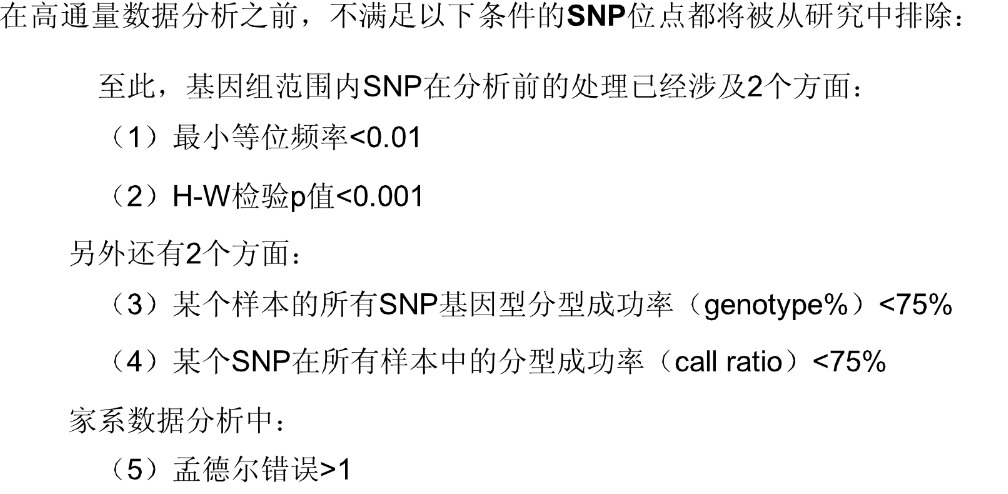 在高通量数据分析之前，不满足以下条件的SNP位点都将被从研究中排除：
至此，基因组范围内SNP在分析前的处理已经涉及2个方面：
（1）最小等位频率<0.01
（2）H-W检验p值<0.001
另外还有2个方面：
（3）某个样本的所有SNP基因型分型成功率（genotype%）<75%
（4）某个SNP在所有样本中的分型成功率（call ratio）<75%
家系数据分析中：
（5）孟德尔错误>1